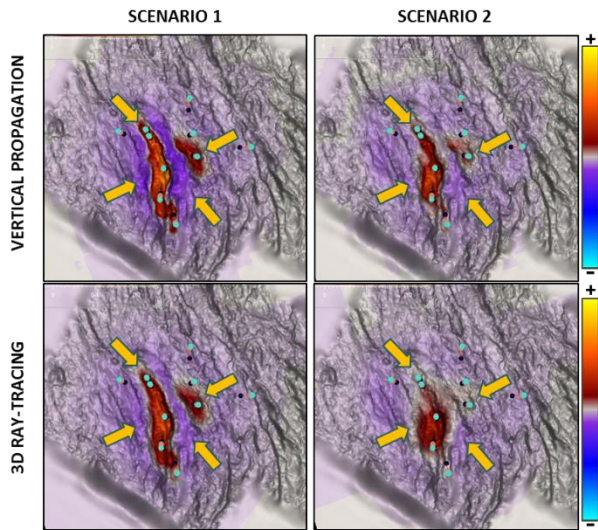 SCENARIO 1
SCENARIO 2
VERTICAL PROPAGATION
+
−
3D RAY-TRACING
+
−